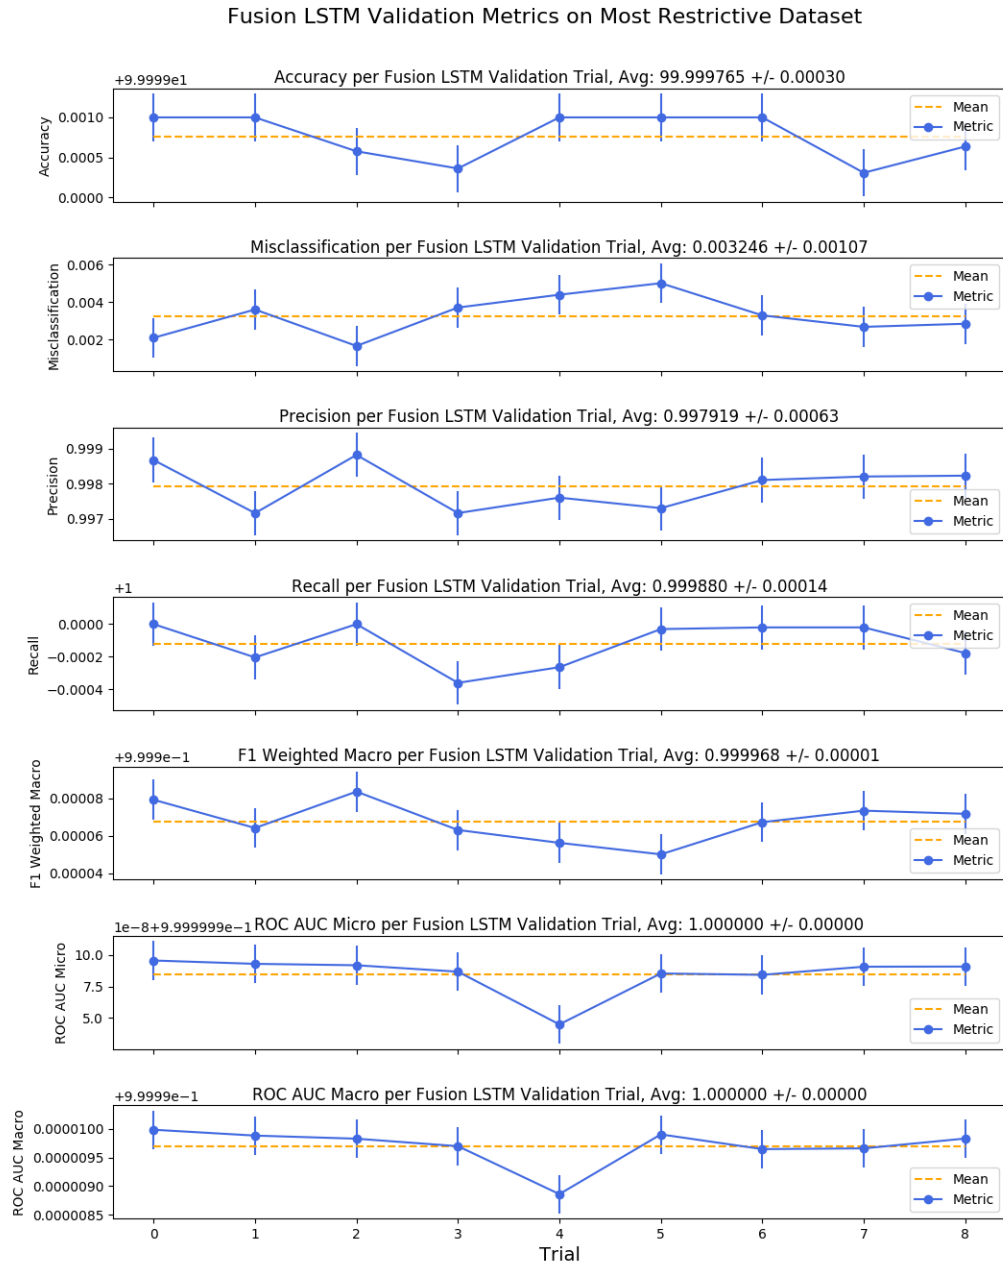 Fusion LSTM Validation Metrics on Most Restrictive Dataset
+9.9999e1
Accuracy per Fusion LSTM Validation Trial, Avg: 99.999765 +/- 0.00030
Accuracy
0.0010
0.0005
0.0000
Mean
Metric
Misclassification per Fusion LSTM Validation Trial, Avg: 0.003246 +/- 0.00107
Misclassification
0.006
0.004
0.002
Mean
Metric
Precision per Fusion LSTM Validation Trial, Avg: 0.997919 +/- 0.00063
Precision
0.999
0.998
0.997
Mean
Metric
+1
Recall per Fusion LSTM Validation Trial, Avg: 0.999880 +/- 0.00014
Recall
0.0000
−0.0002
−0.0004
Mean
Metric
+9.999e−1
F1 Weighted Macro per Fusion LSTM Validation Trial, Avg: 0.999968 +/- 0.00001
F1 Weighted Macro
0.00008
0.00006
0.00004
Mean
Metric
1e−8+9.999999e−1
ROC AUC Micro per Fusion LSTM Validation Trial, Avg: 1.000000 +/- 0.00000
ROC AUC Micro
10.0
7.5
5.0
Mean
Metric
+9.9999e−1
ROC AUC Macro per Fusion LSTM Validation Trial, Avg: 1.000000 +/- 0.00000
ROC AUC Macro
0.0000100
0.0000095
0.0000090
0.0000085
Mean
Metric
0 1 2 3 4 5 6 7 8
Trial